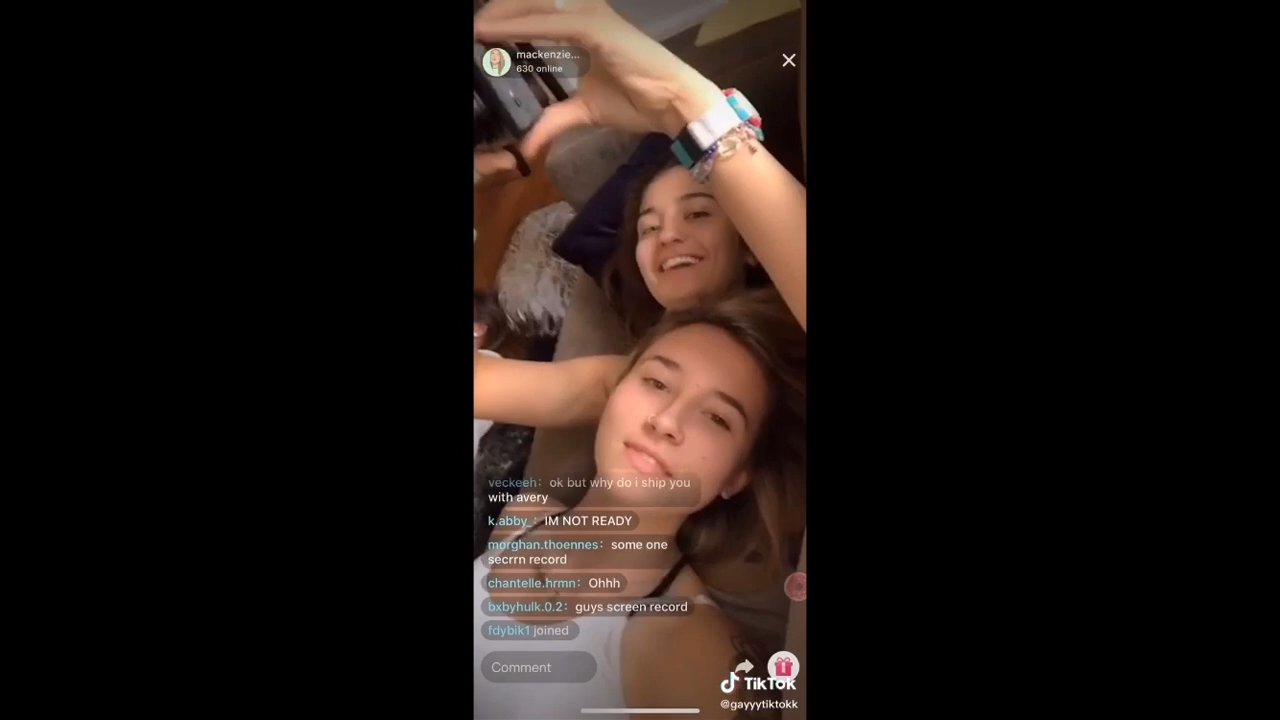 mackenzie...
630 online
veckeeh: ok but why do i ship you
with avery
k.abby_: IM NOT READY
morghan.thoennes: some one
secrrn record
chantelle.hrmn: Ohhh
bxbyhulk.0.2: guys screen record
fdybik1 joined
Comment
TikTok
@gayyytiktokk